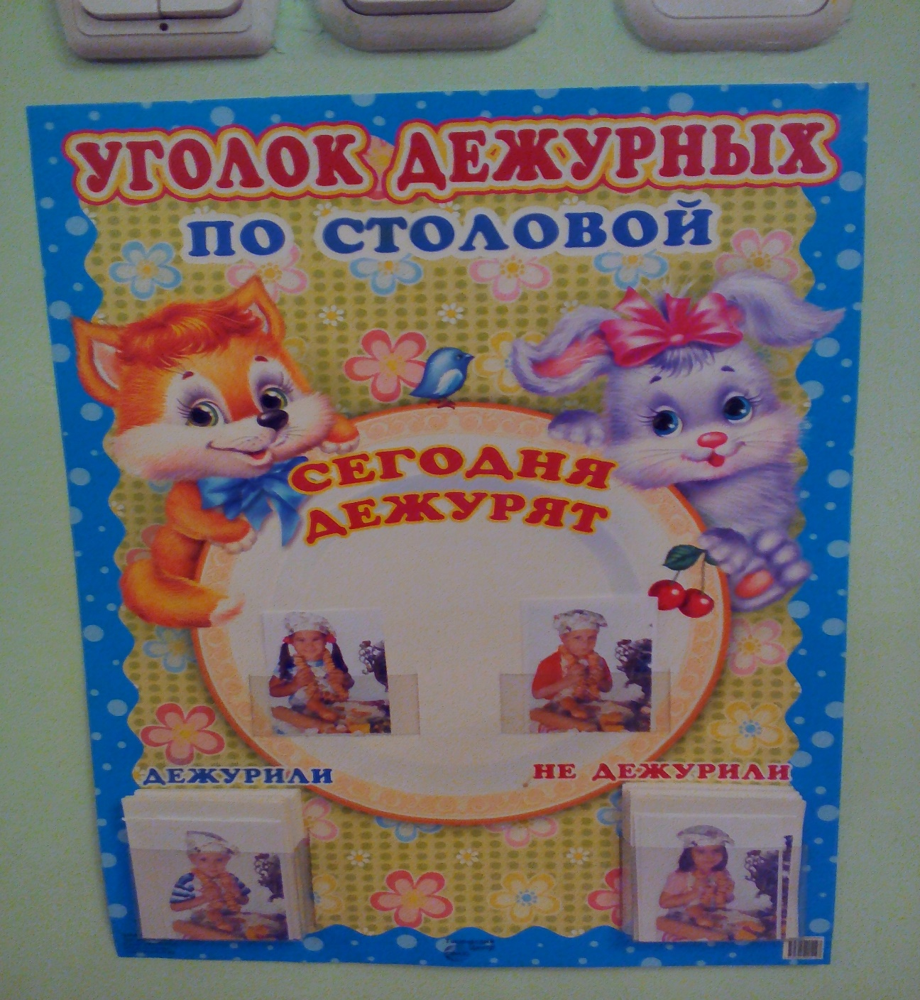 УГОЛОК ДЕЖУРНЫХ
ПО СТОЛОВОЙ
СЕГОДНЯ
ДЕЖУРЯТ
ДЕЖУРИЛИ
НЕ ДЕЖУРИЛИ